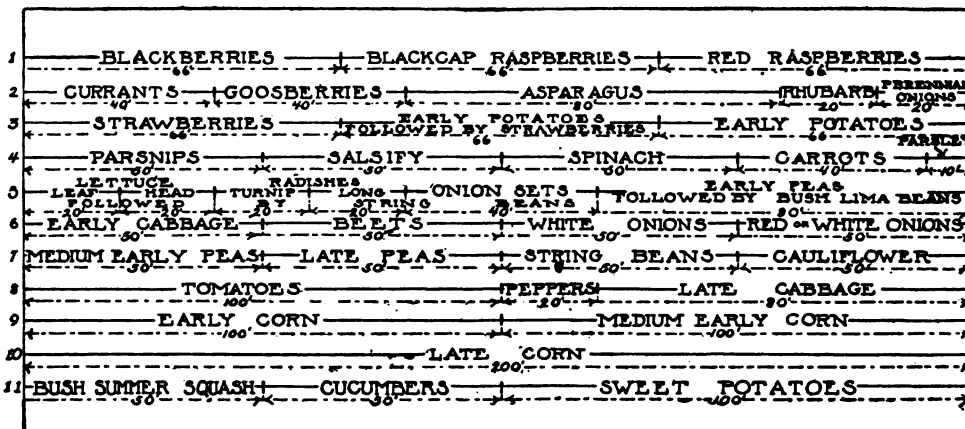 1 BLACKBERRIES BLACKCAP RASPBERRIES RED RASPBERRIES
66' 66' 66'
2 CURRANTS GOOSBERRIES ASPARAGUS RHUBARB PERENNIAL ONIONS
40' 40' 80' 20' 20'
3 STRAWBERRIES EARLY POTATOES FOLLOWED BY STRAWBERRIES EARLY POTATOES
66' 66 66
4 PARSNIPS SALSIFY SPINACH CARROTS PARSLEY
50' 50' 50' 40' 10'
5 LETTUCE LEAF HEAD RADISHES TURNIP LONG ONION SETS EARLY PEAS
FOLLOWED BY STRING BEANS FOLLOWED BY BUSH LIMA BEANS
20' 20' 20' 20' 40' 80'
6 EARLY CABBAGE BEETS WHITE ONIONS RED or WHITE ONIONS
50' 50' 50' 50'
7 MEDIUM EARLY PEAS LATE PEAS STRING BEANS CAULIFLOWER
50' 50' 50' 50'
8 TOMATOES PEPPERS LATE CABBAGE
100' 20' 80'
9 EARLY CORN MEDIUM EARLY CORN
100' 100'
10 LATE CORN
200'
11 BUSH SUMMER SQUASH CUCUMBERS SWEET POTATOES
50' 50' 100'